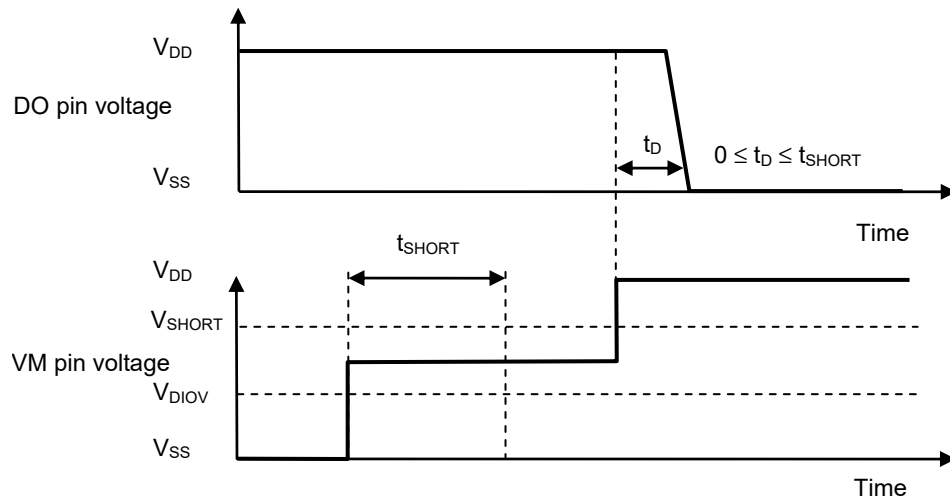 VDD
DO pin voltage
tD
0 ≤ tD ≤ tSHORT
VSS
Time
tSHORT
VDD
VSHORT
VM pin voltage
VDIOV
VSS
Time